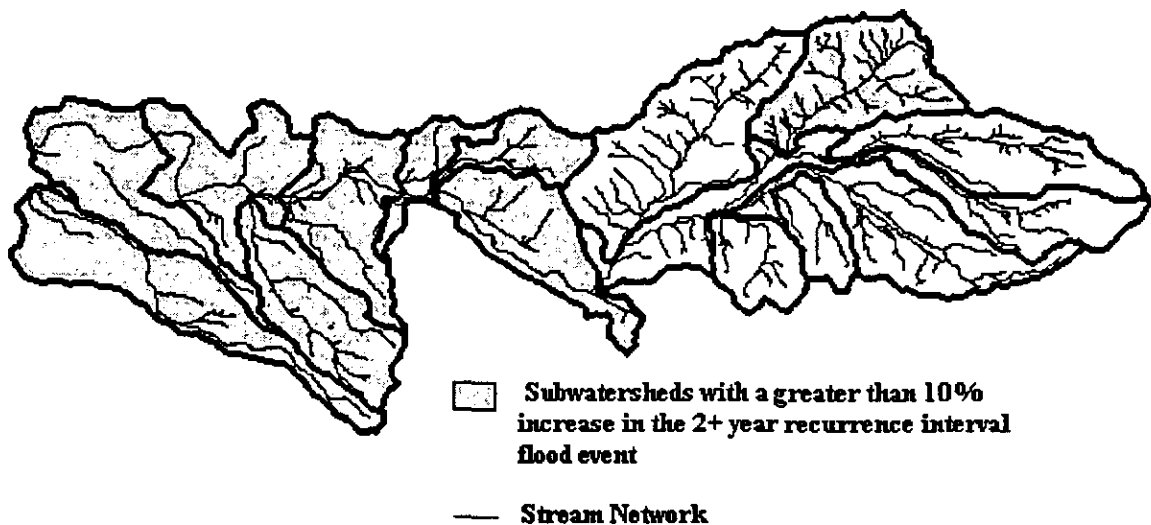 Subwatersheds with a greater than 10%
increase in the 2+ year recurrence interval
flood event
Stream Network